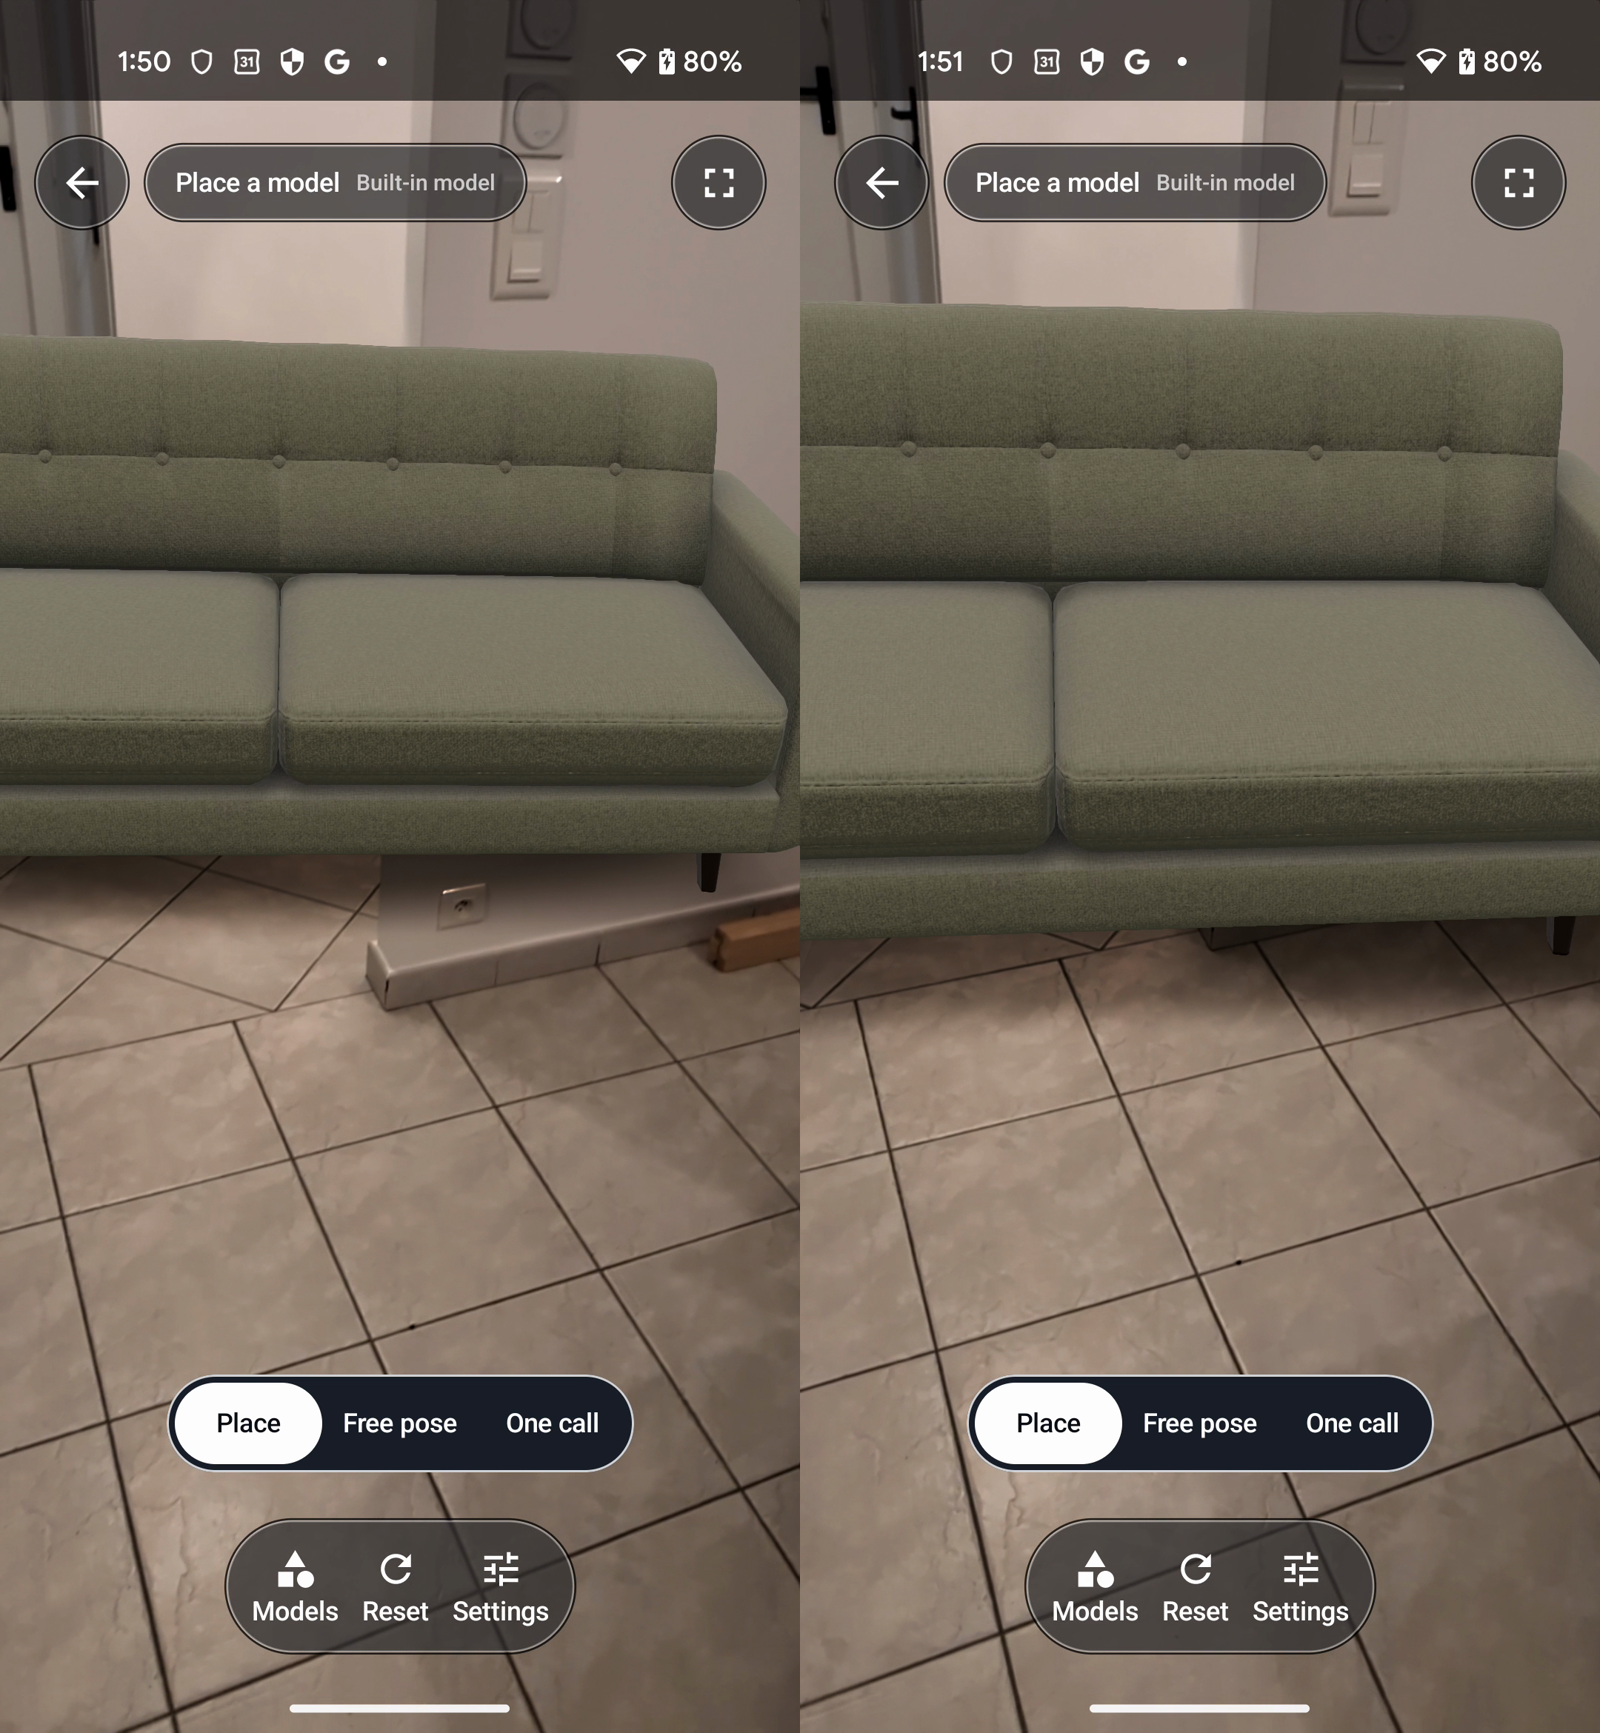 1:50 31 G 80%
Place a model Built-in model
Place Free pose One call
Models Reset Settings
1:51 31 G 80%
Place a model Built-in model
Place Free pose One call
Models Reset Settings